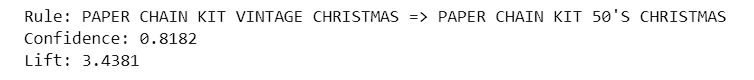 Rule: PAPER CHAIN KIT VINTAGE CHRISTMAS => PAPER CHAIN KIT 50'S CHRISTMAS
Confidence: 0.8182
Lift: 3.4381